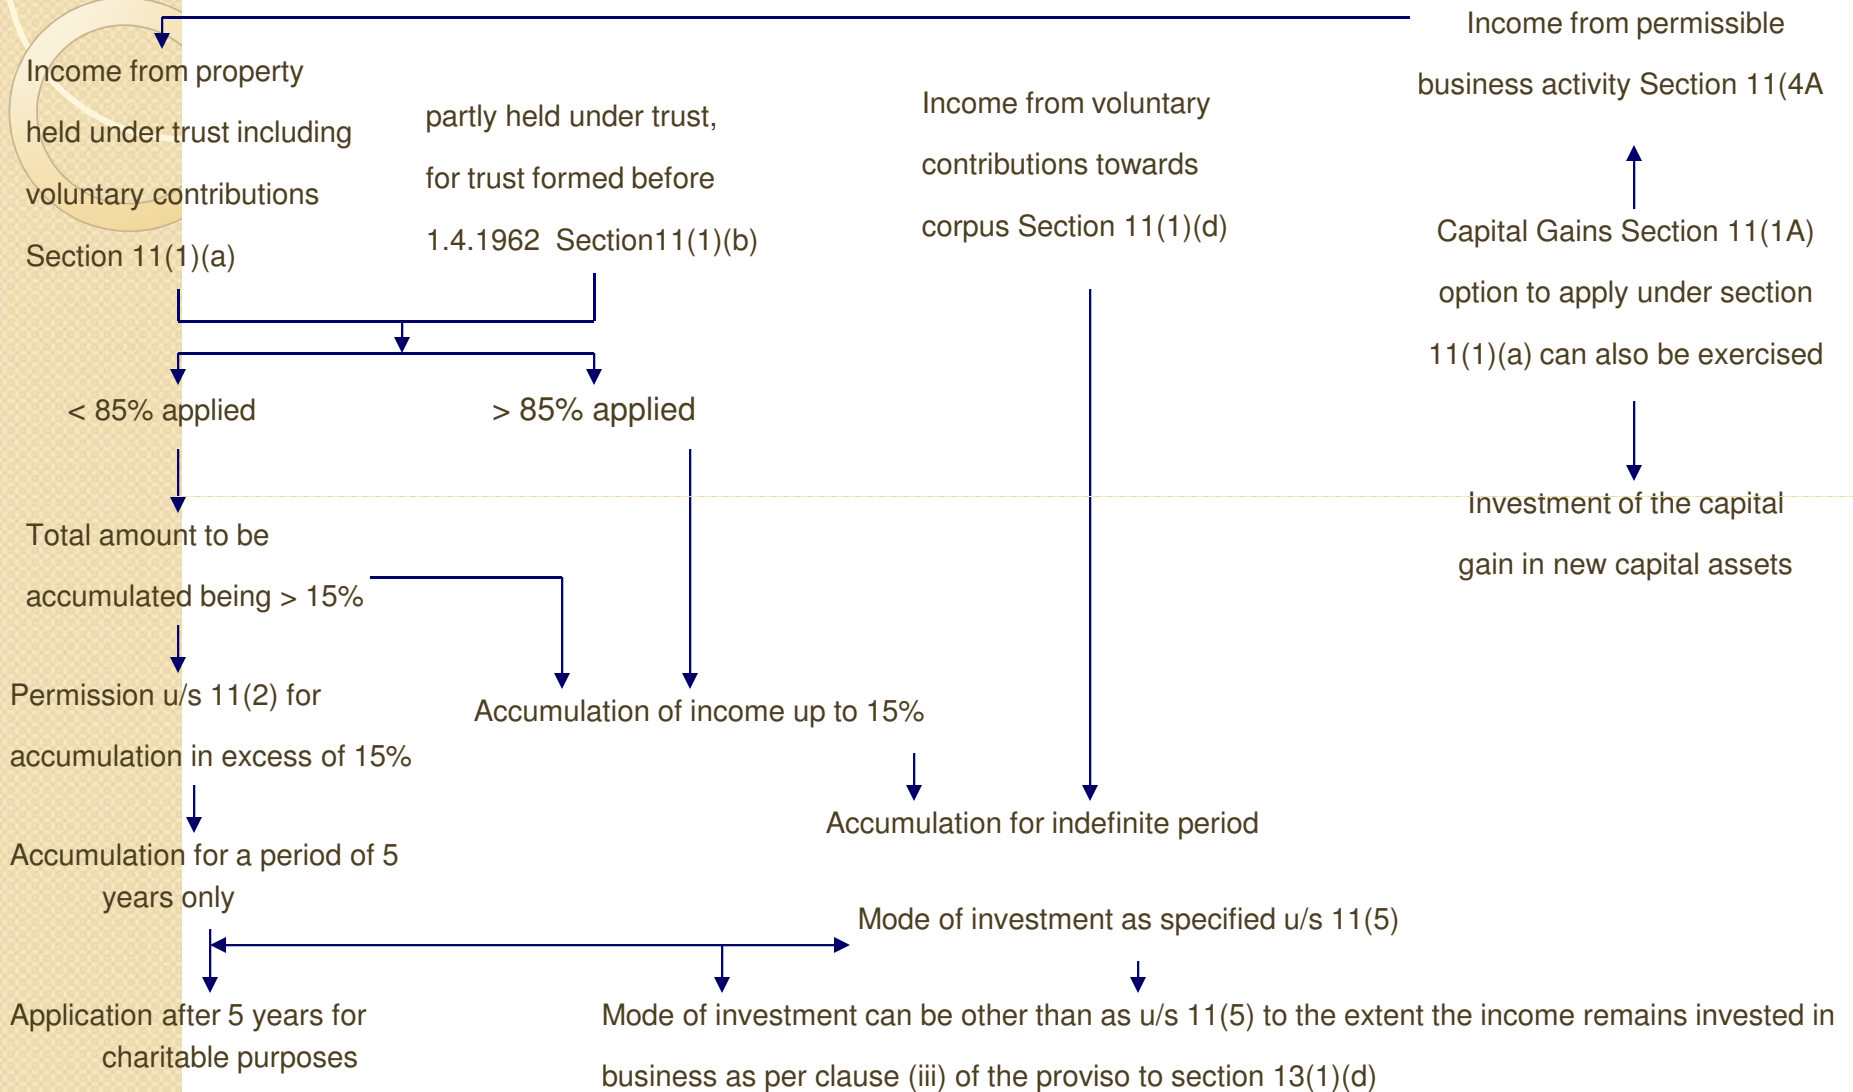 Income from property
held under trust including
voluntary contributions
Section 11(1)(a)
partly held under trust,
for trust formed before
1.4.1962 Section11(1)(b)
Income from voluntary
contributions towards
corpus Section 11(1)(d)
Income from permissible
business activity Section 11(4A
Capital Gains Section 11(1A)
option to apply under section
11(1)(a) can also be exercised
< 85% applied
> 85% applied
Investment of the capital
gain in new capital assets
Total amount to be
accumulated being > 15%
Permission u/s 11(2) for
accumulation in excess of 15%
Accumulation of income up to 15%
Accumulation for indefinite period
Accumulation for a period of 5
years only
Mode of investment as specified u/s 11(5)
Application after 5 years for
charitable purposes
Mode of investment can be other than as u/s 11(5) to the extent the income remains invested in
business as per clause (iii) of the proviso to section 13(1)(d)